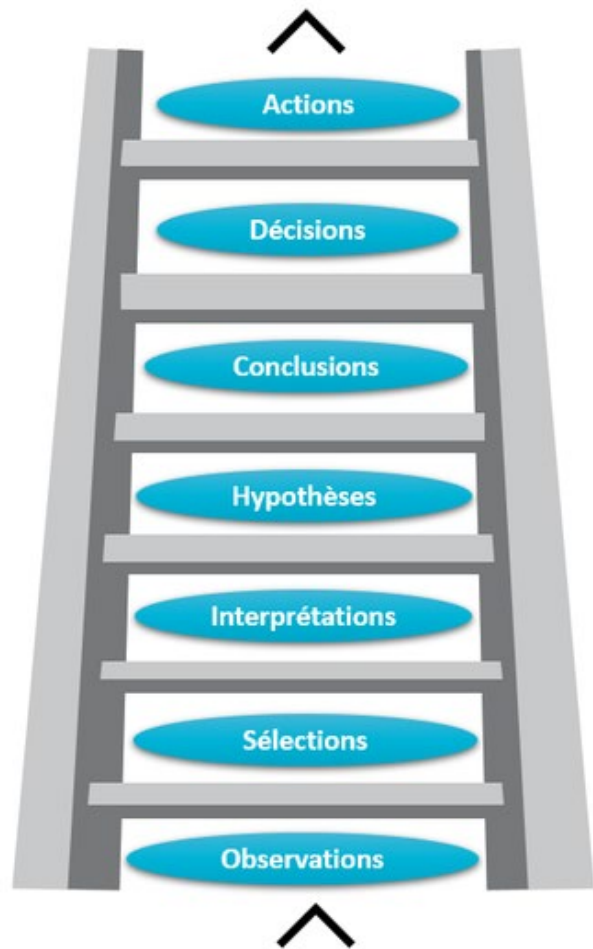 Actions
Décisions
Conclusions
Hypothèses
Interprétations
Sélections
Observations